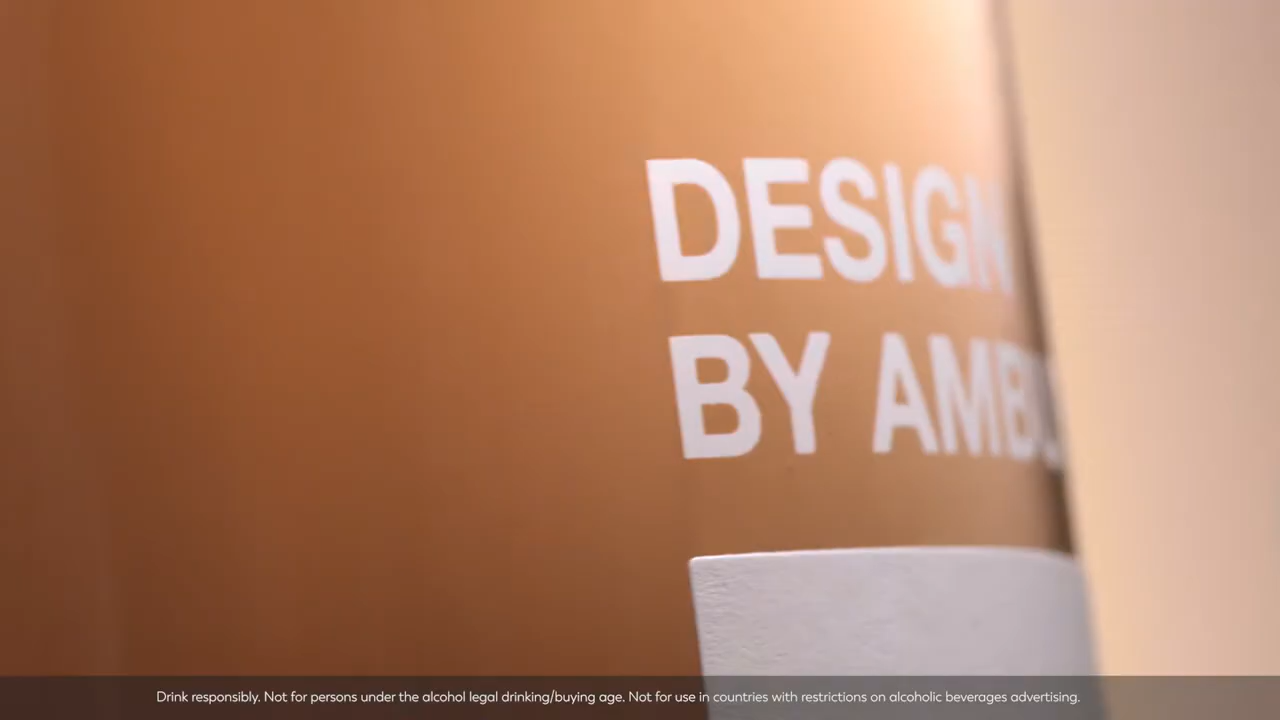 DESIGN
BY
Drink responsibly. Not for persons under the alcohol legal drinking/buying age. Not for use in countries with restrictions on alcoholic beverages advertising.